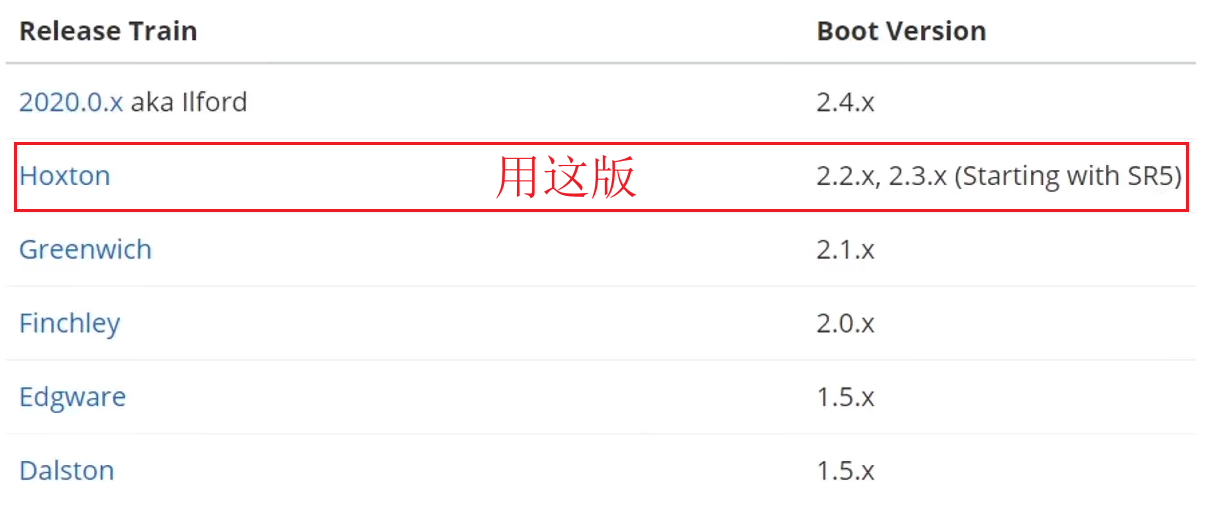 Release Train Boot Version
2020.0.x aka Ilford 2.4.x
Hoxton 用这版 2.2.x, 2.3.x (Starting with SR5)
Greenwich 2.1.x
Finchley 2.0.x
Edgware 1.5.x
Dalston 1.5.x